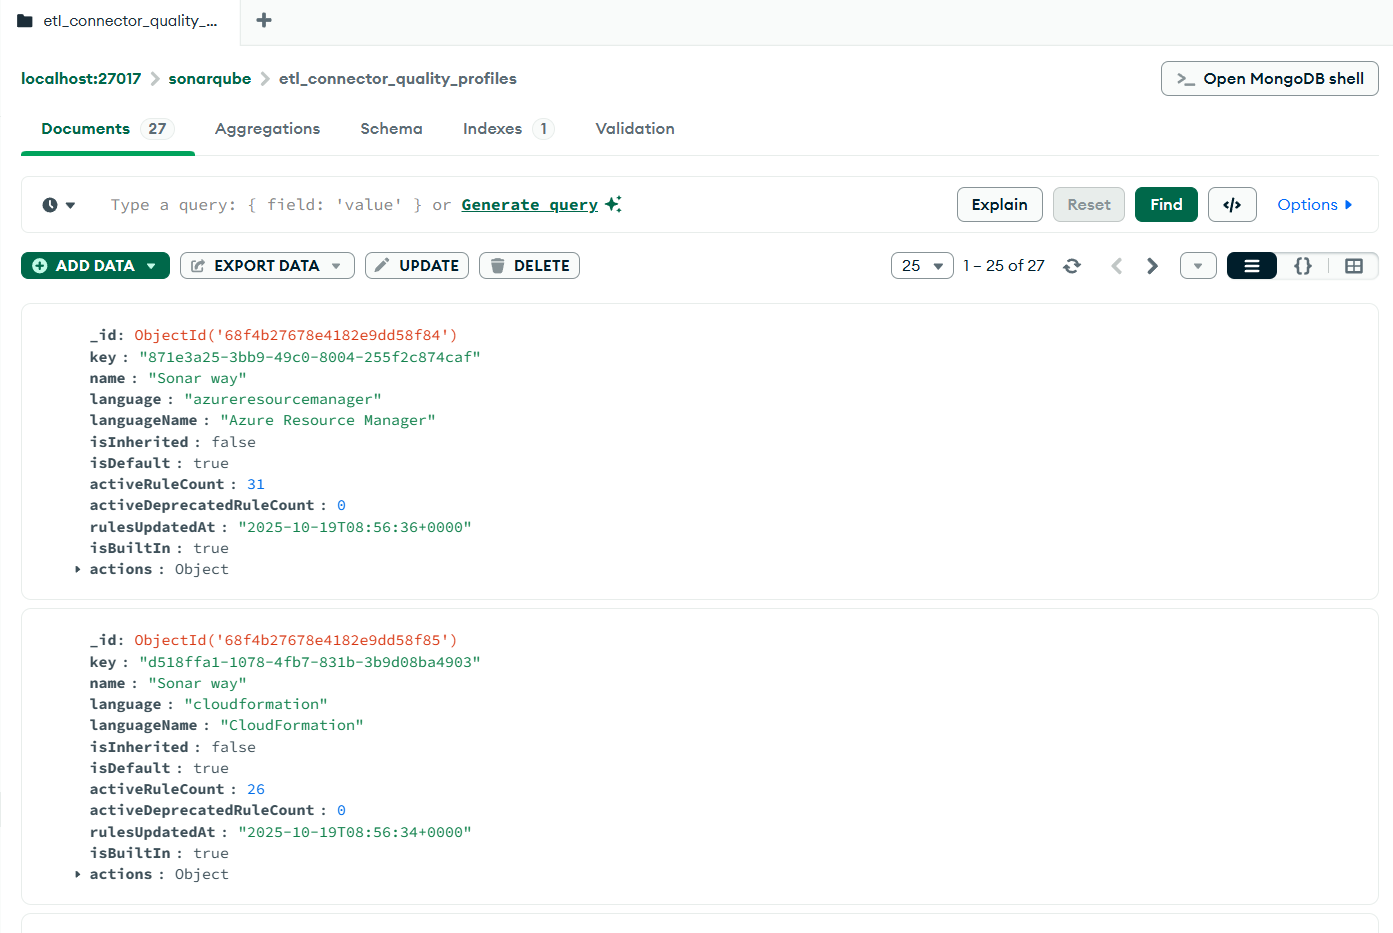 etl_connector_quality_...
localhost:27017 sonarqube etl_connector_quality_profiles
>_ Open MongoDB shell
Documents 27 Aggregations Schema Indexes 1 Validation
Type a query: { field: 'value' } or Generate query
Explain Reset Find </> Options
ADD DATA EXPORT DATA UPDATE DELETE
25 1 – 25 of 27 {}
_id: ObjectId('68f4b27678e4182e9dd58f84')
key : "871e3a25-3bb9-49c0-8004-255f2c874caf"
name : "Sonar way"
language : "azureresourcemanager"
languageName : "Azure Resource Manager"
isInherited : false
isDefault : true
activeRuleCount : 31
activeDeprecatedRuleCount : 0
rulesUpdatedAt : "2025-10-19T08:56:36+0000"
isBuiltIn : true
actions : Object
_id: ObjectId('68f4b27678e4182e9dd58f85')
key : "d518ffa1-1078-4fb7-831b-3b9d08ba4903"
name : "Sonar way"
language : "cloudformation"
languageName : "CloudFormation"
isInherited : false
isDefault : true
activeRuleCount : 26
activeDeprecatedRuleCount : 0
rulesUpdatedAt : "2025-10-19T08:56:34+0000"
isBuiltIn : true
actions : Object